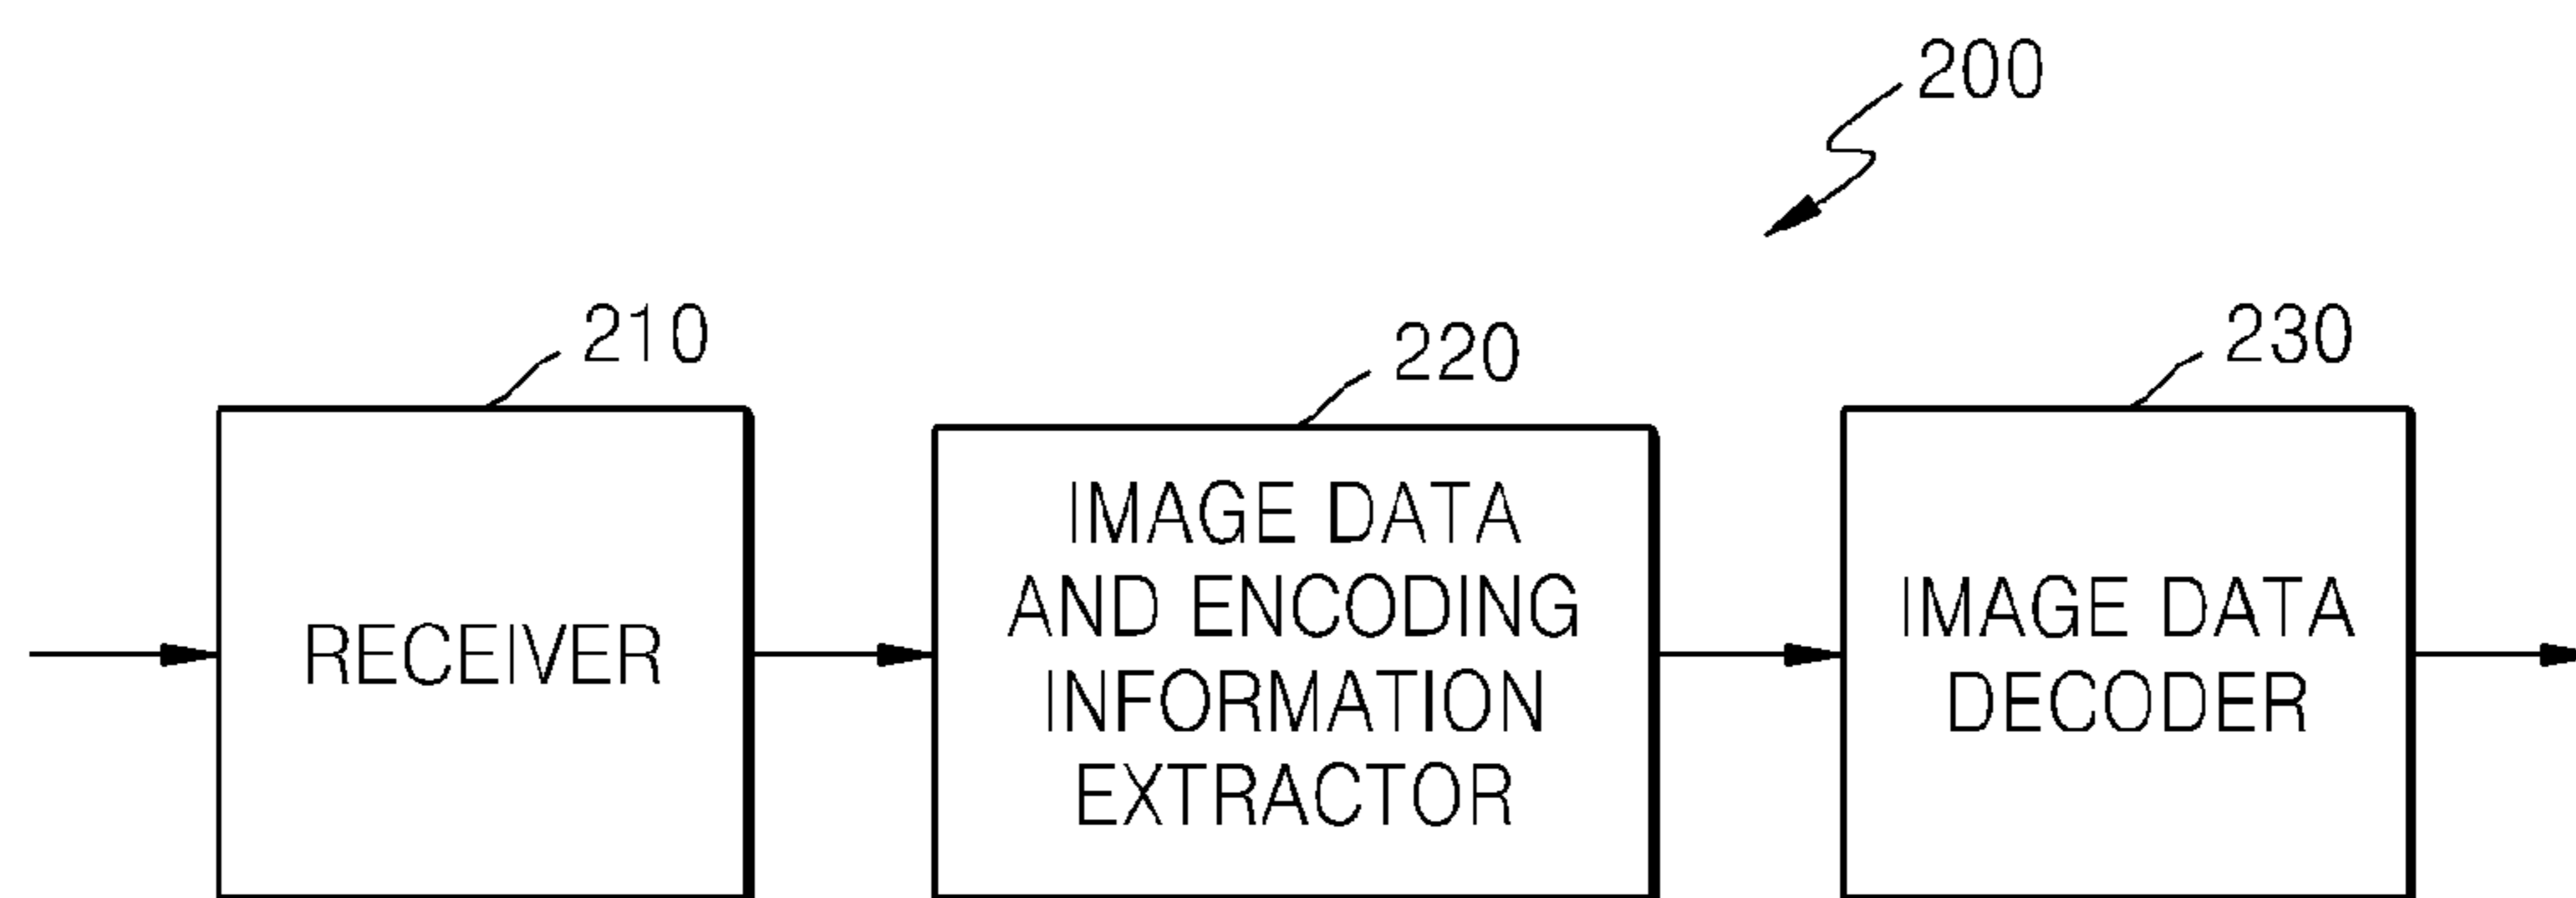 200
210
220
230
RECEIVER
IMAGE DATA
AND ENCODING
INFORMATION
EXTRACTOR
IMAGE DATA
DECODER